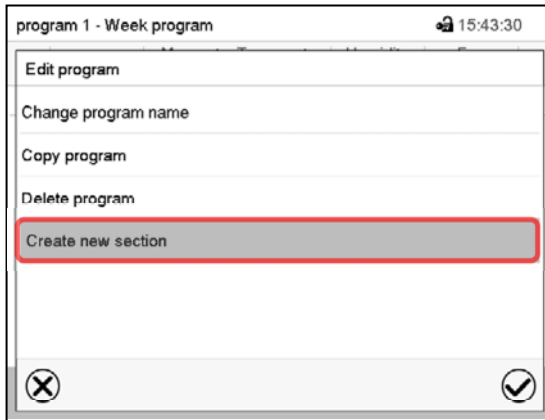 program 1 - Week program 15:43:30
Edit program
Change program name
Copy program
Delete program
Create new section